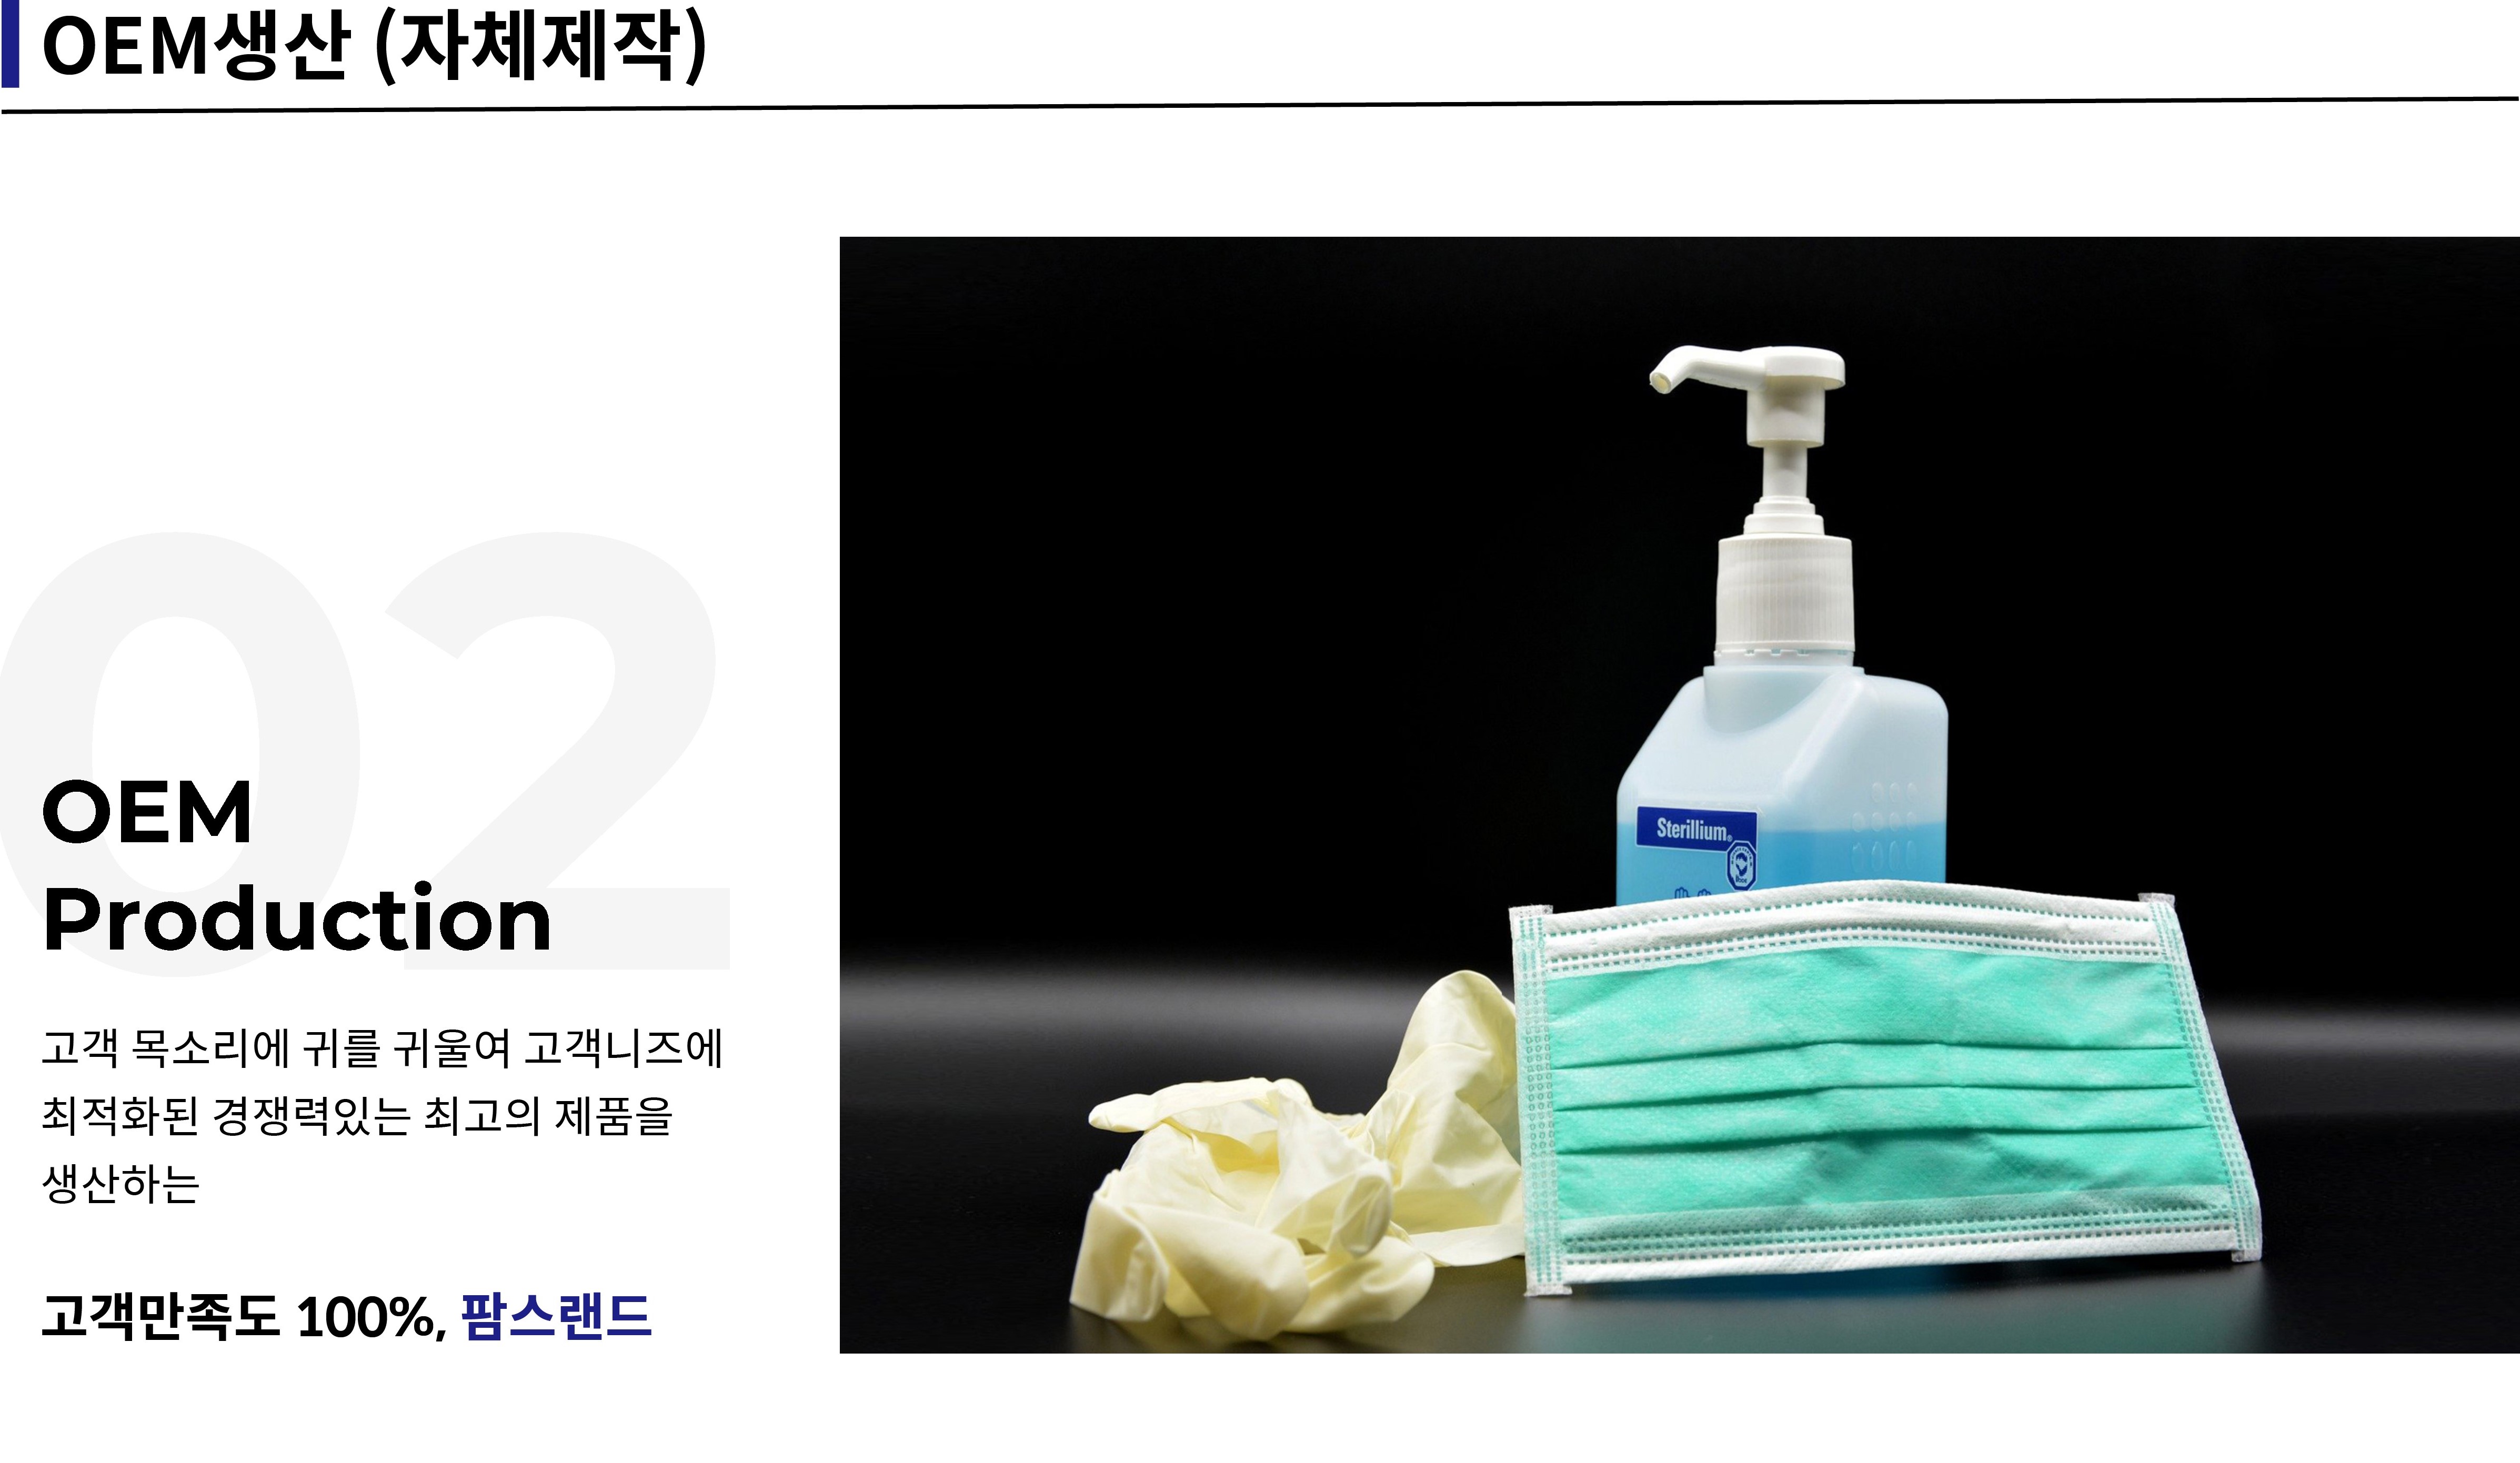 OEM생산 (자체제작)
02
OEM
Production
고객 목소리에 귀를 귀울여 고객니즈에
최적화된 경쟁력있는 최고의 제품을
생산하는
고객만족도 100%, 팜스랜드
Sterillium®